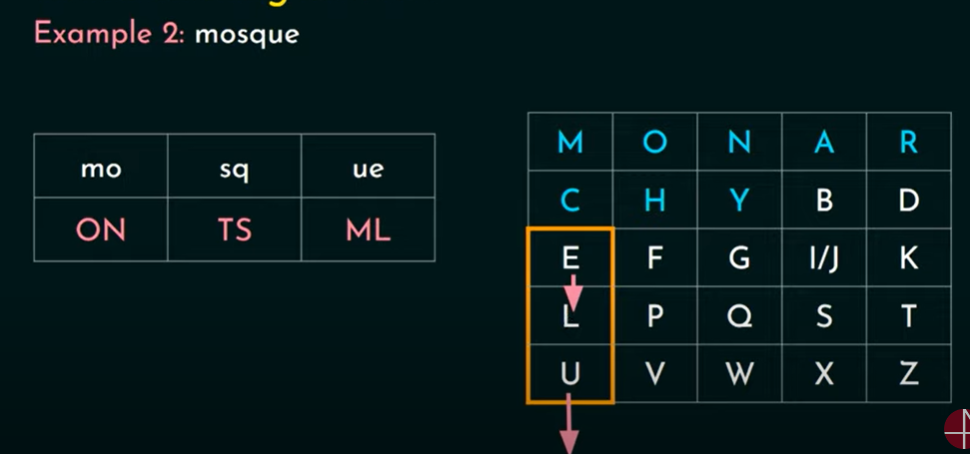 Example 2: mosque
mo sq ue
ON TS ML
M O N A R
C H Y B D
E F G I/J K
L P Q S T
U V W X Z